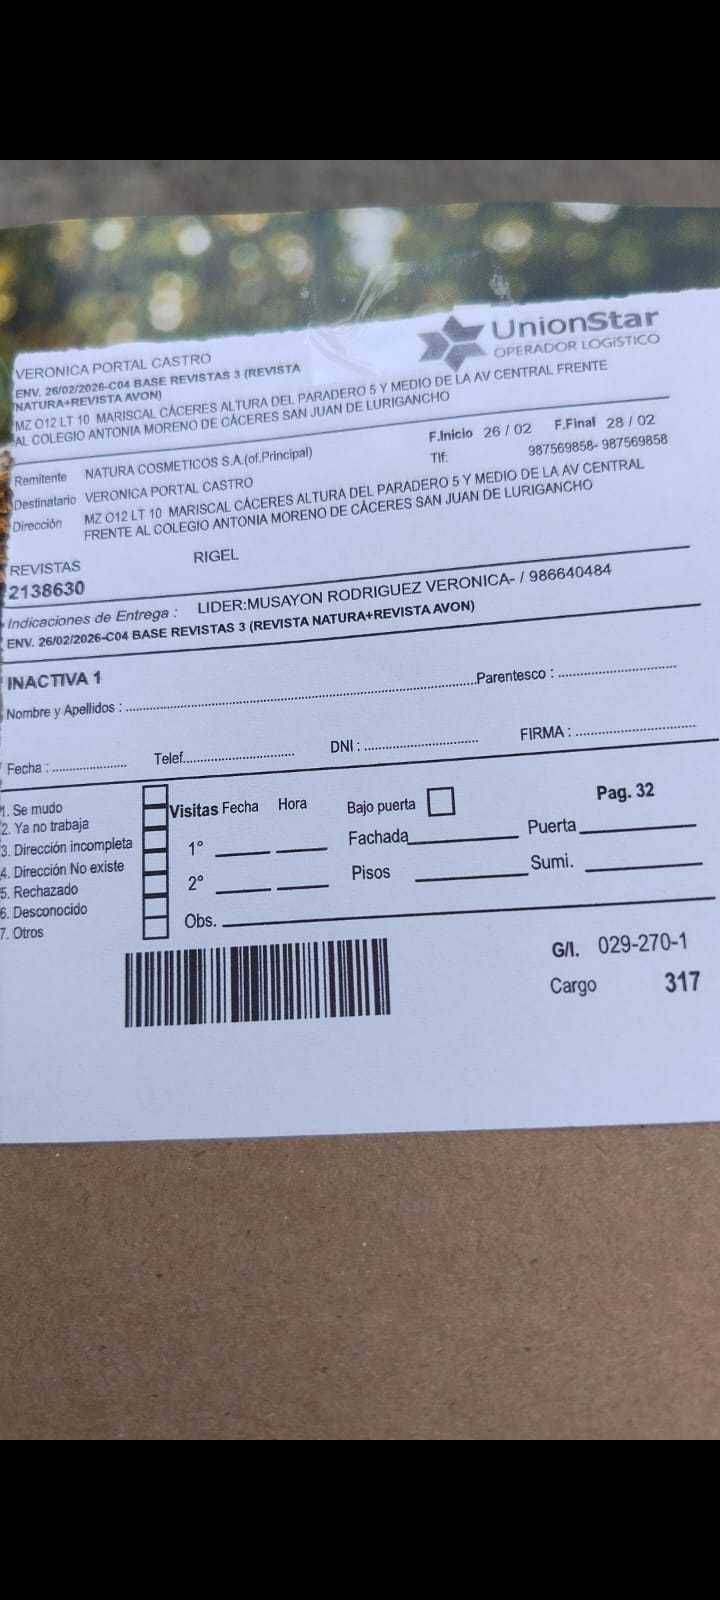 UnionStar
OPERADOR LOGÍSTICO
VERONICA PORTAL CASTRO
ENV. 26/02/2026-C04 BASE REVISTAS 3 (REVISTA
NATURA+REVISTA AVON)
MZ O12 LT 10 MARISCAL CÁCERES ALTURA DEL PARADERO 5 Y MEDIO DE LA AV CENTRAL FRENTE
AL COLEGIO ANTONIA MORENO DE CÁCERES SAN JUAN DE LURIGANCHO
Remitente NATURA COSMETICOS S.A.(of.Principal) F.Inicio 26 / 02 F.Final 28 / 02
Destinatario VERONICA PORTAL CASTRO Tlf: 987569858- 987569858
Dirección MZ O12 LT 10 MARISCAL CÁCERES ALTURA DEL PARADERO 5 Y MEDIO DE LA AV CENTRAL
FRENTE AL COLEGIO ANTONIA MORENO DE CÁCERES SAN JUAN DE LURIGANCHO
REVISTAS RIGEL
2138630
Indicaciones de Entrega : LIDER:MUSAYON RODRIGUEZ VERONICA- / 986640484
ENV. 26/02/2026-C04 BASE REVISTAS 3 (REVISTA NATURA+REVISTA AVON)
INACTIVA 1
Nombre y Apellidos : ........................ Parentesco : ........................
Fecha : .................... Telef........................ DNI : ........................ FIRMA : ........................
1. Se mudo
2. Ya no trabaja
3. Dirección incompleta
4. Dirección No existe
5. Rechazado
6. Desconocido
7. Otros
Visitas Fecha Hora Bajo puerta Pag. 32
1° Fachada Puerta
2° Pisos Sumi.
Obs.
G/I. 029-270-1
Cargo 317